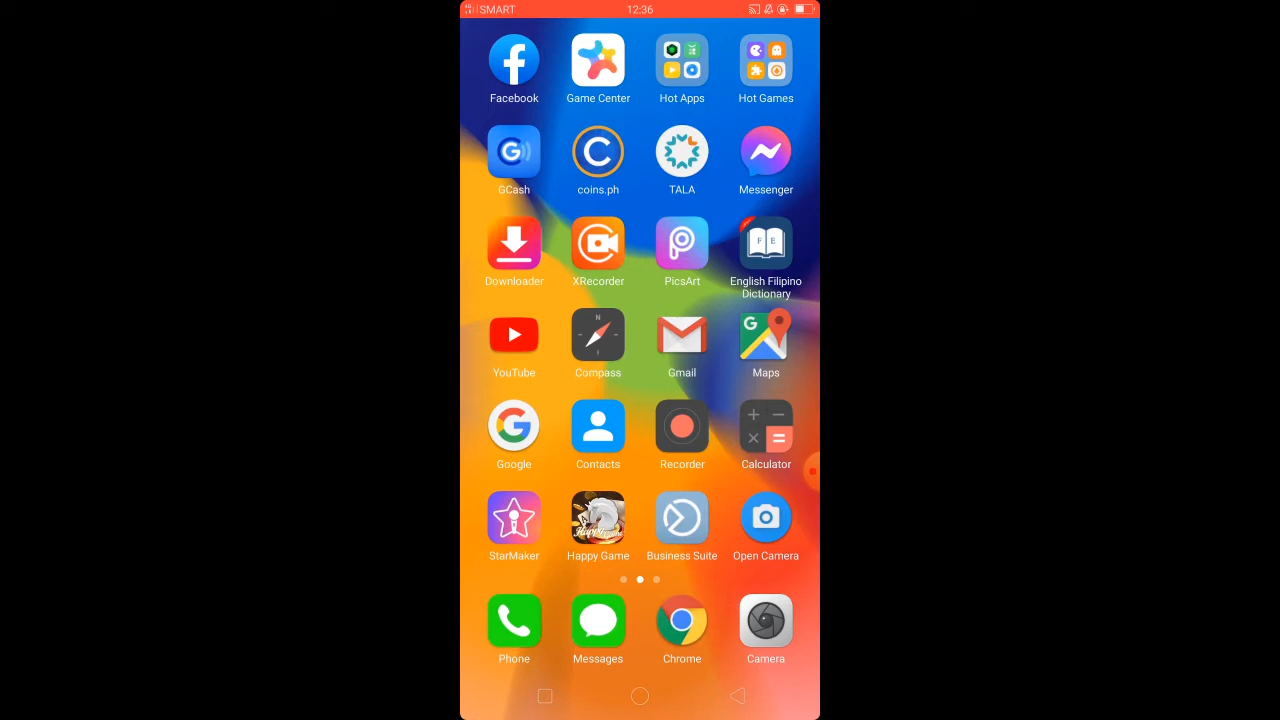 SMART 12:36
Facebook Game Center Hot Apps Hot Games
GCash coins.ph TALA Messenger
Downloader XRecorder PicsArt English Filipino
Dictionary
YouTube Compass Gmail Maps
Google Contacts Recorder Calculator
StarMaker Happy Game Business Suite Open Camera
Phone Messages Chrome Camera